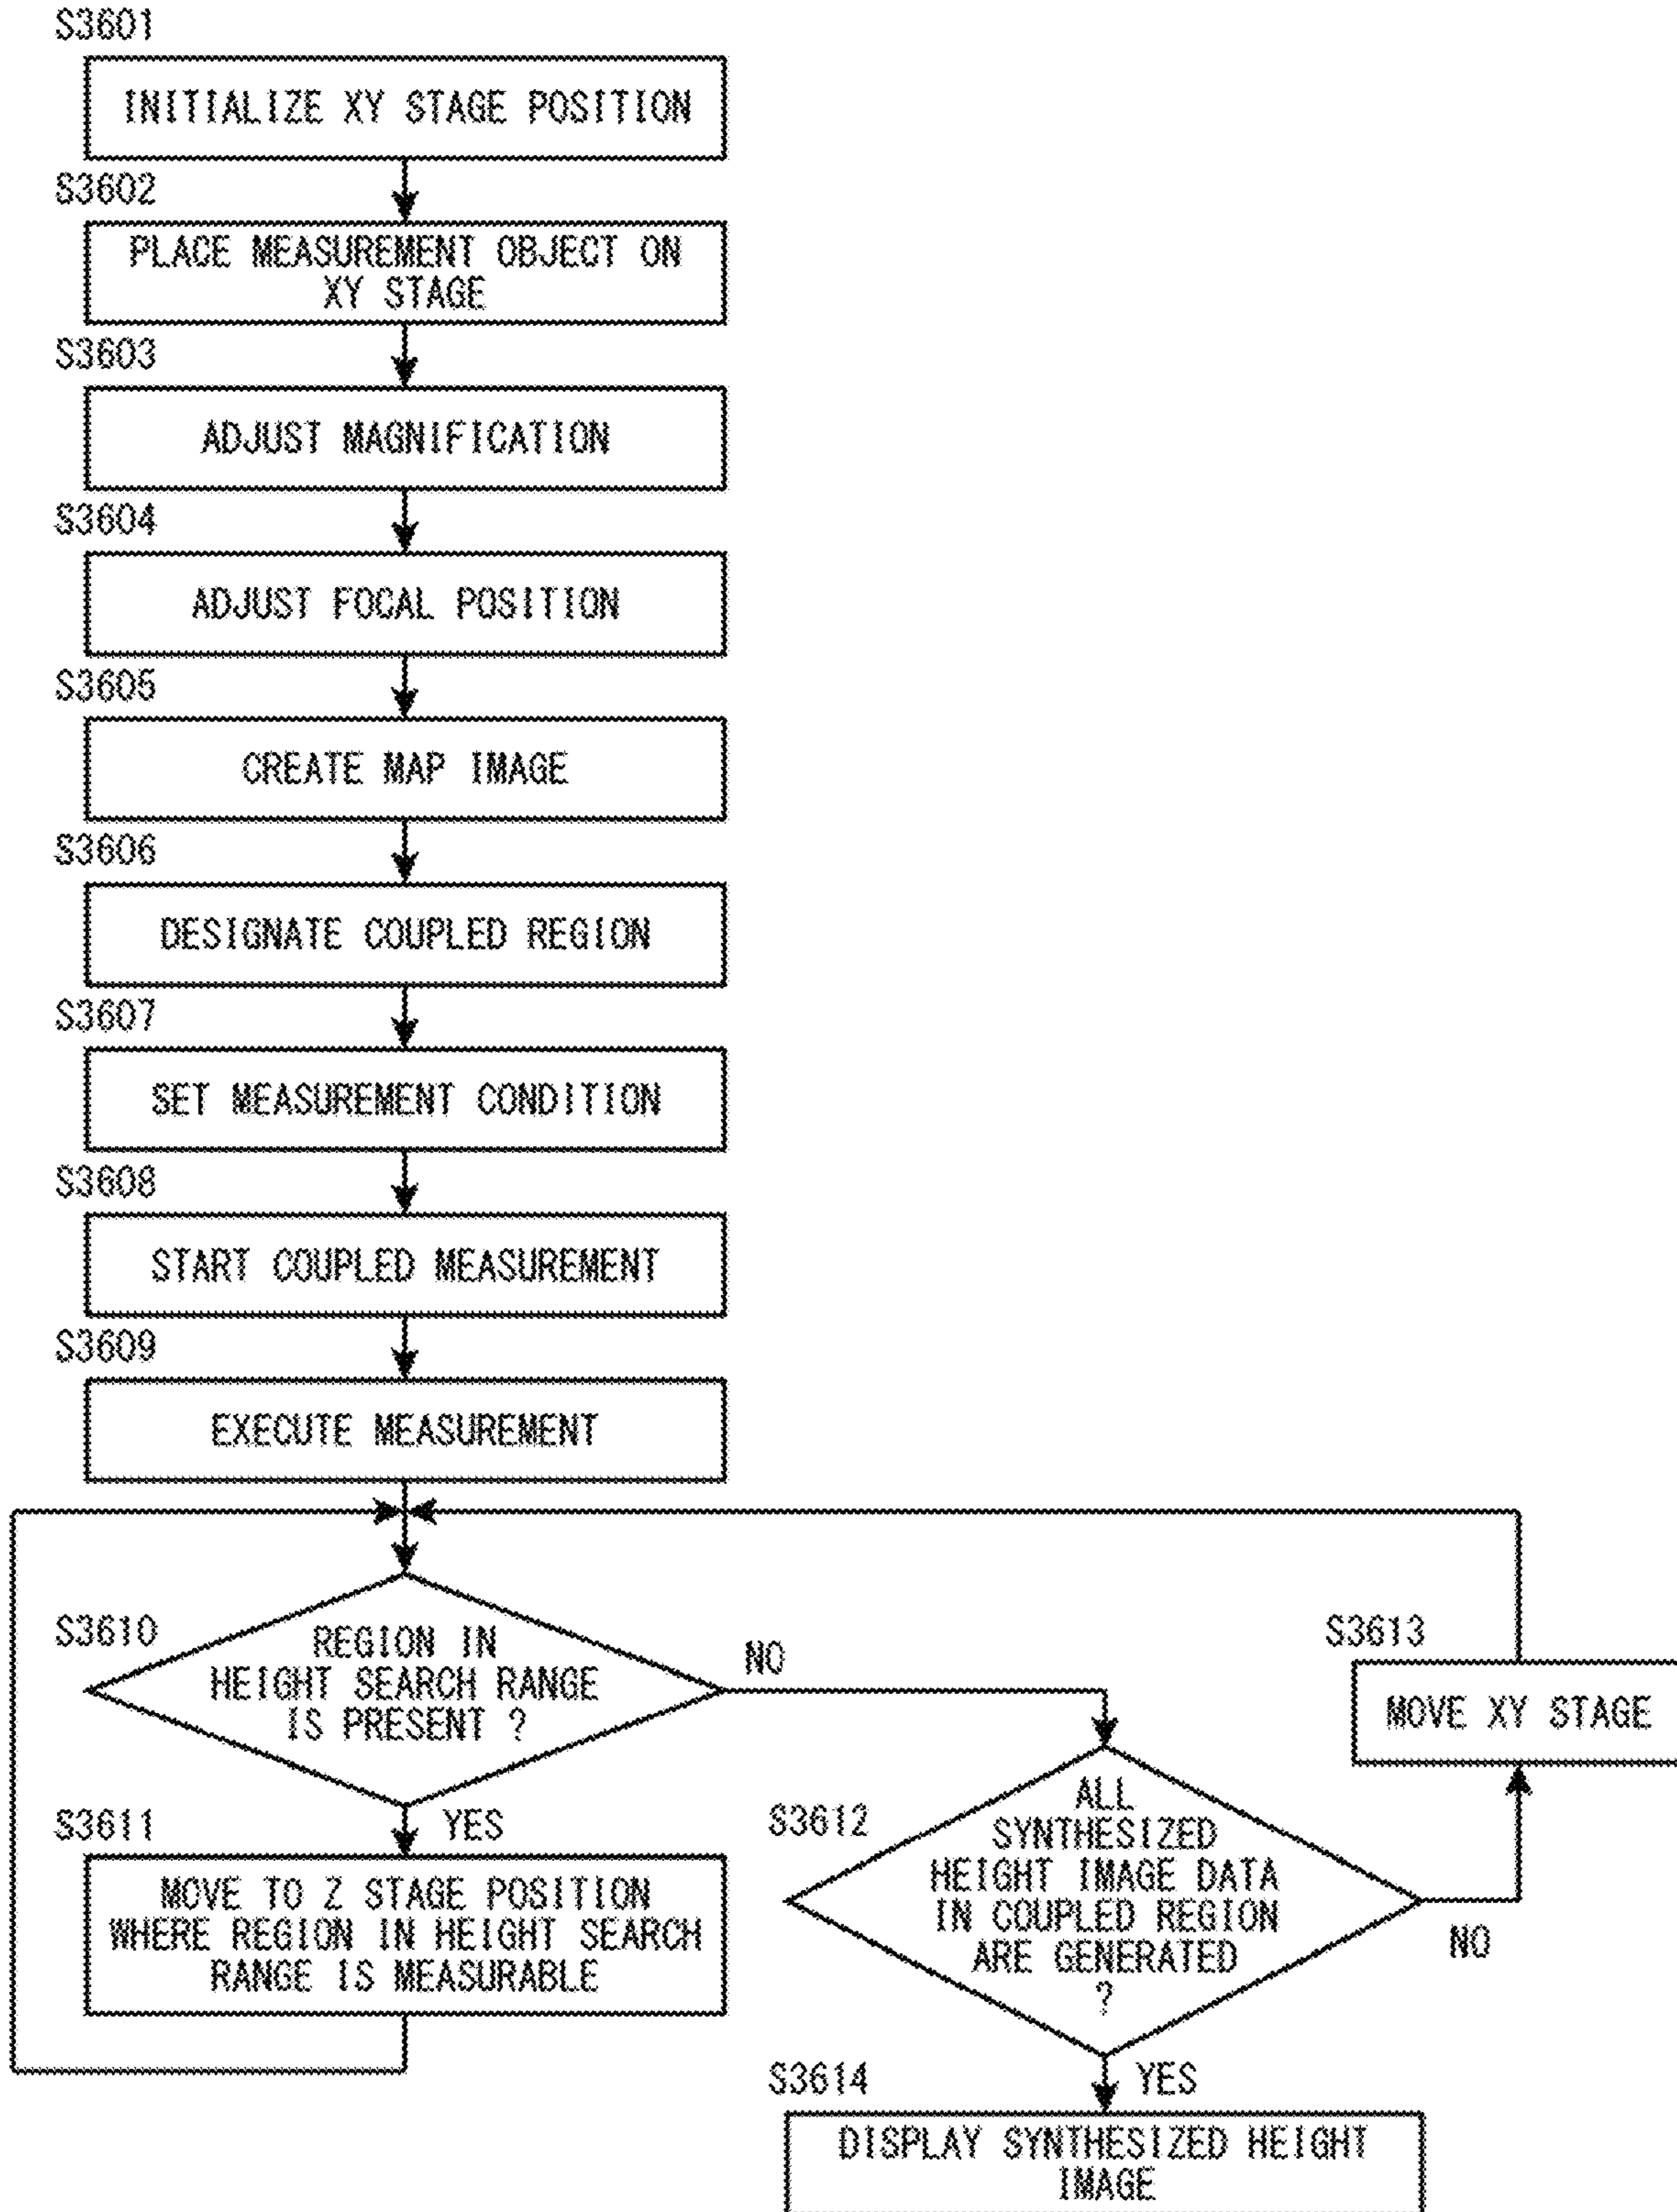 S3601
INITIALIZE XY STAGE POSITION
S3602
PLACE MEASUREMENT OBJECT ON
XY STAGE
S3603
ADJUST MAGNIFICATION
S3604
ADJUST FOCAL POSITION
S3605
CREATE MAP IMAGE
S3606
DESIGNATE COUPLED REGION
S3607
SET MEASUREMENT CONDITION
S3608
START COUPLED MEASUREMENT
S3609
EXECUTE MEASUREMENT
S3610
REGION IN
HEIGHT SEARCH RANGE
IS PRESENT ?
NO
YES
S3611
MOVE TO Z STAGE POSITION
WHERE REGION IN HEIGHT SEARCH
RANGE IS MEASURABLE
S3612
ALL
SYNTHESIZED
HEIGHT IMAGE DATA
IN COUPLED REGION
ARE GENERATED
?
NO
S3613
MOVE XY STAGE
YES
S3614
DISPLAY SYNTHESIZED HEIGHT
IMAGE